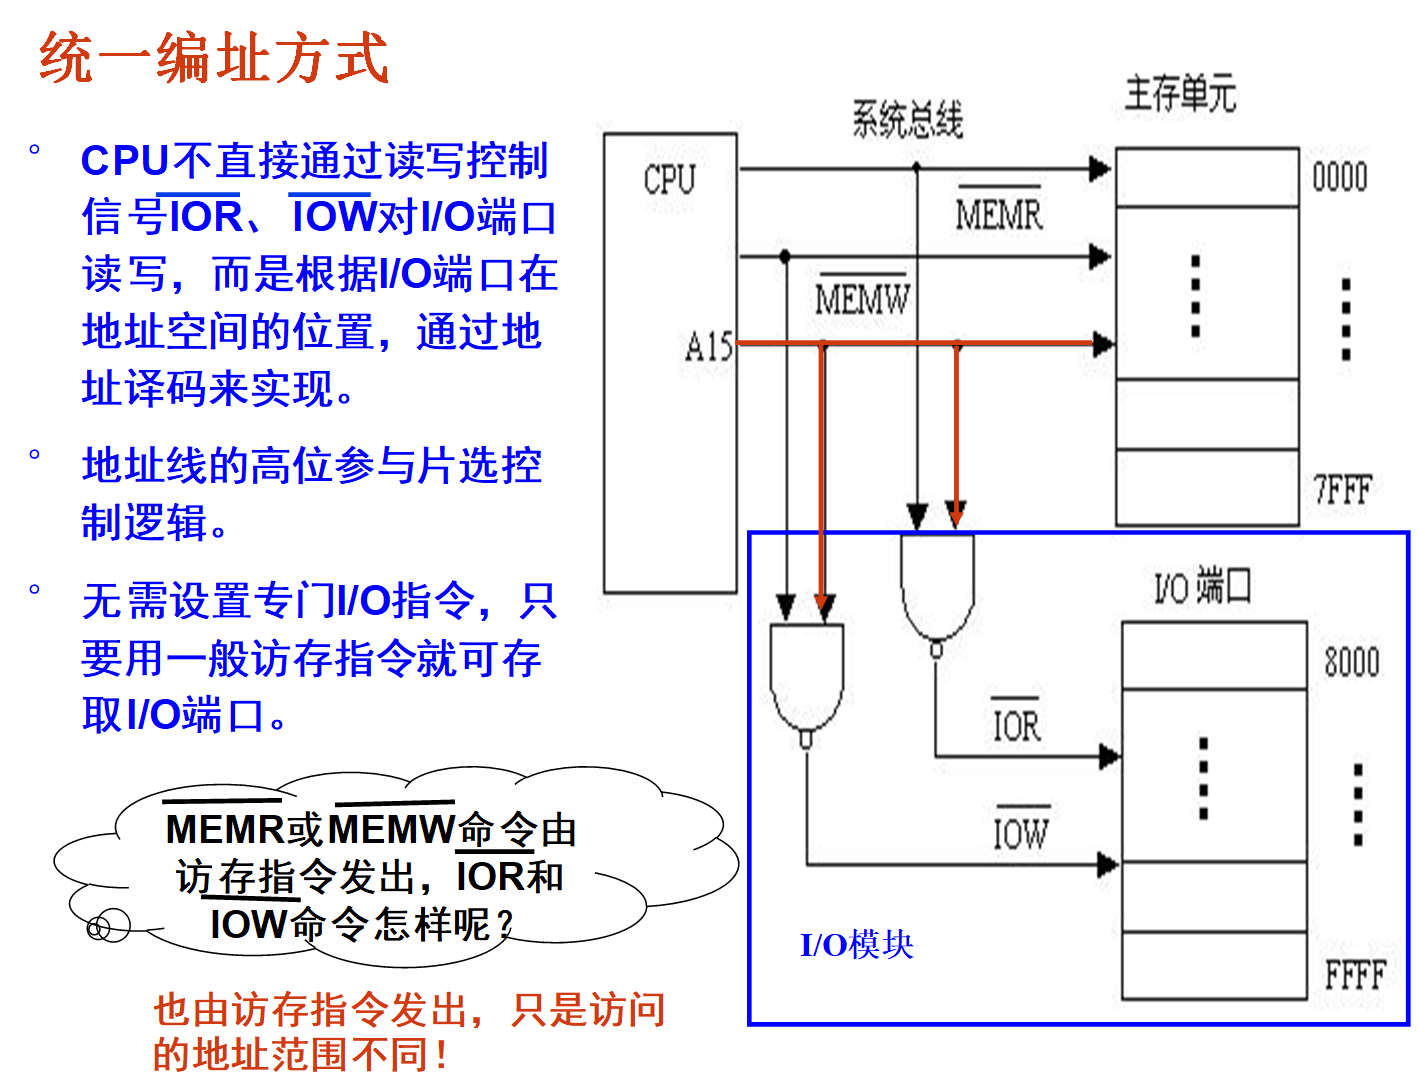 统一编址方式
° CPU不直接通过读写控制
信号IOR、IOW对I/O端口
读写，而是根据I/O端口在
地址空间的位置，通过地
址译码来实现。
° 地址线的高位参与片选控
制逻辑。
° 无需设置专门I/O指令，只
要用一般访存指令就可存
取I/O端口。
MEMR或MEMW命令由
访存指令发出，IOR和
IOW命令怎样呢？
也由访存指令发出，只是访问
的地址范围不同！
系统总线
主存单元
CPU
0000
MEMR
MEMW
A15
7FFF
I/O 端口
8000
IOR
IOW
I/O模块
FFFF